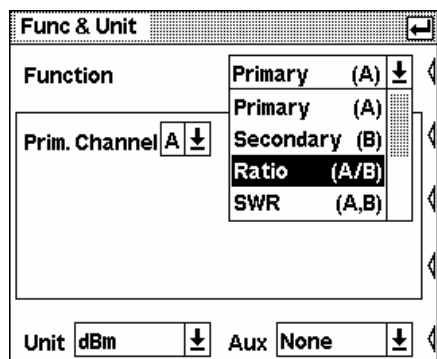 Func & Unit
Function
Primary (A)
Primary (A)
Secondary (B)
Ratio (A/B)
SWR (A,B)
Prim. Channel A
Unit dBm
Aux None